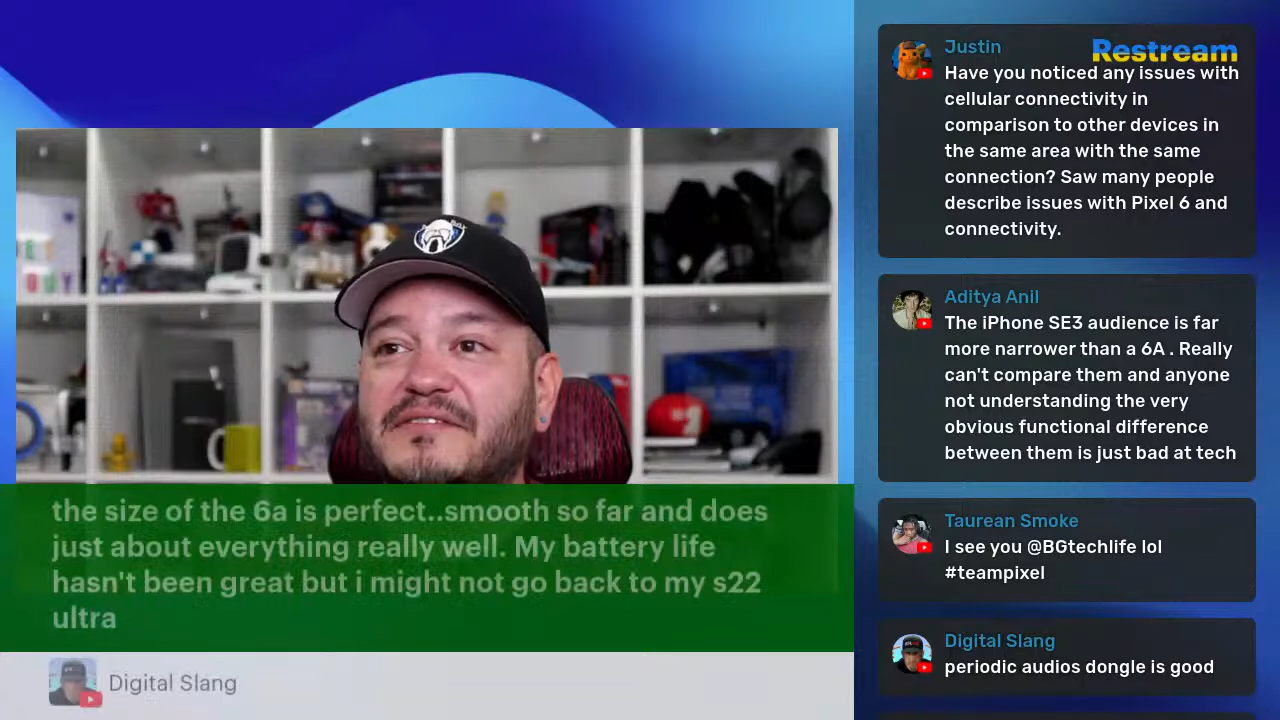 Restream
Justin
Have you noticed any issues with
cellular connectivity in
comparison to other devices in
the same area with the same
connection? Saw many people
describe issues with Pixel 6 and
connectivity.
Aditya Anil
The iPhone SE3 audience is far
more narrower than a 6A . Really
can't compare them and anyone
not understanding the very
obvious functional difference
between them is just bad at tech
Taurean Smoke
I see you @BGtechlife lol
#teampixel
Digital Slang
periodic audios dongle is good
the size of the 6a is perfect..smooth so far and does
just about everything really well. My battery life
hasn't been great but i might not go back to my s22
ultra
Digital Slang